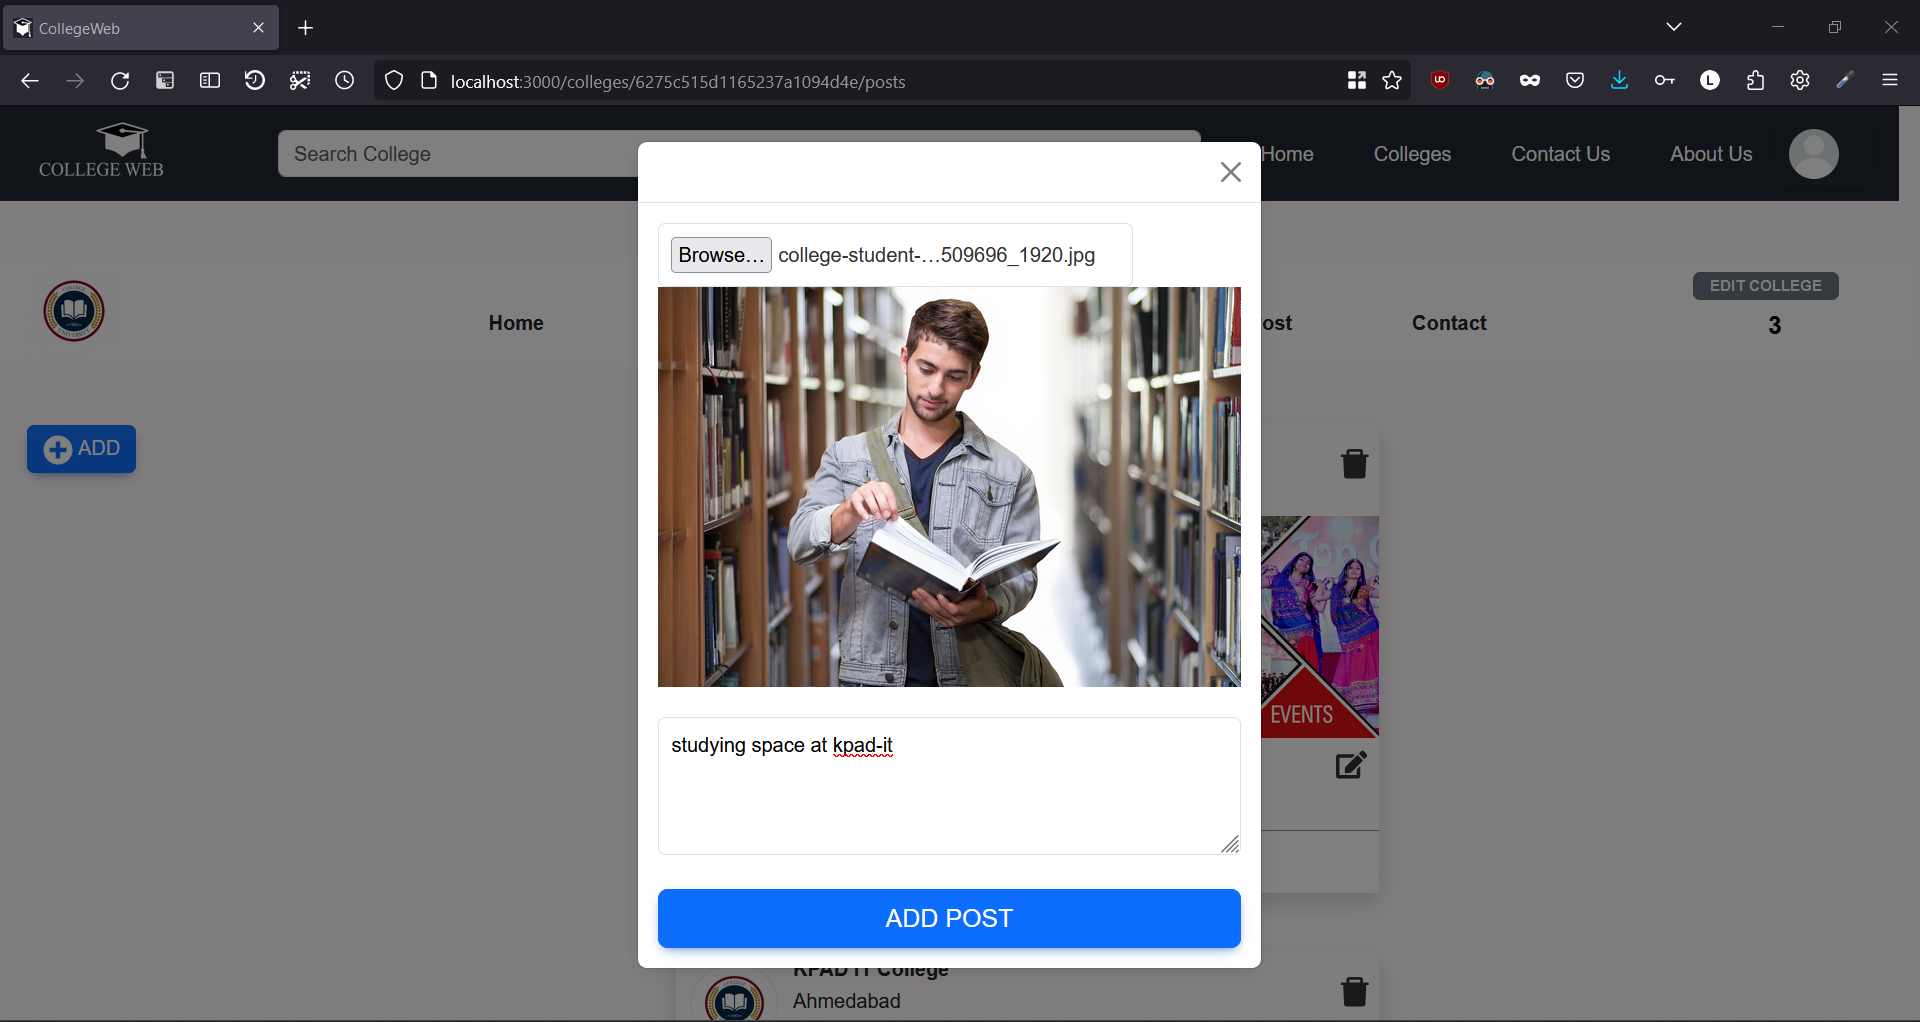 CollegeWeb
localhost:3000/colleges/6275c515d1165237a1094d4e/posts
COLLEGE WEB
Search College
Home
Colleges
Contact Us
About Us
Browse...
college-student-...509696_1920.jpg
EDIT COLLEGE
Home
ost
Contact
3
ADD
EVENTS
studying space at kpad-it
ADD POST
KPAD IT College
Ahmedabad